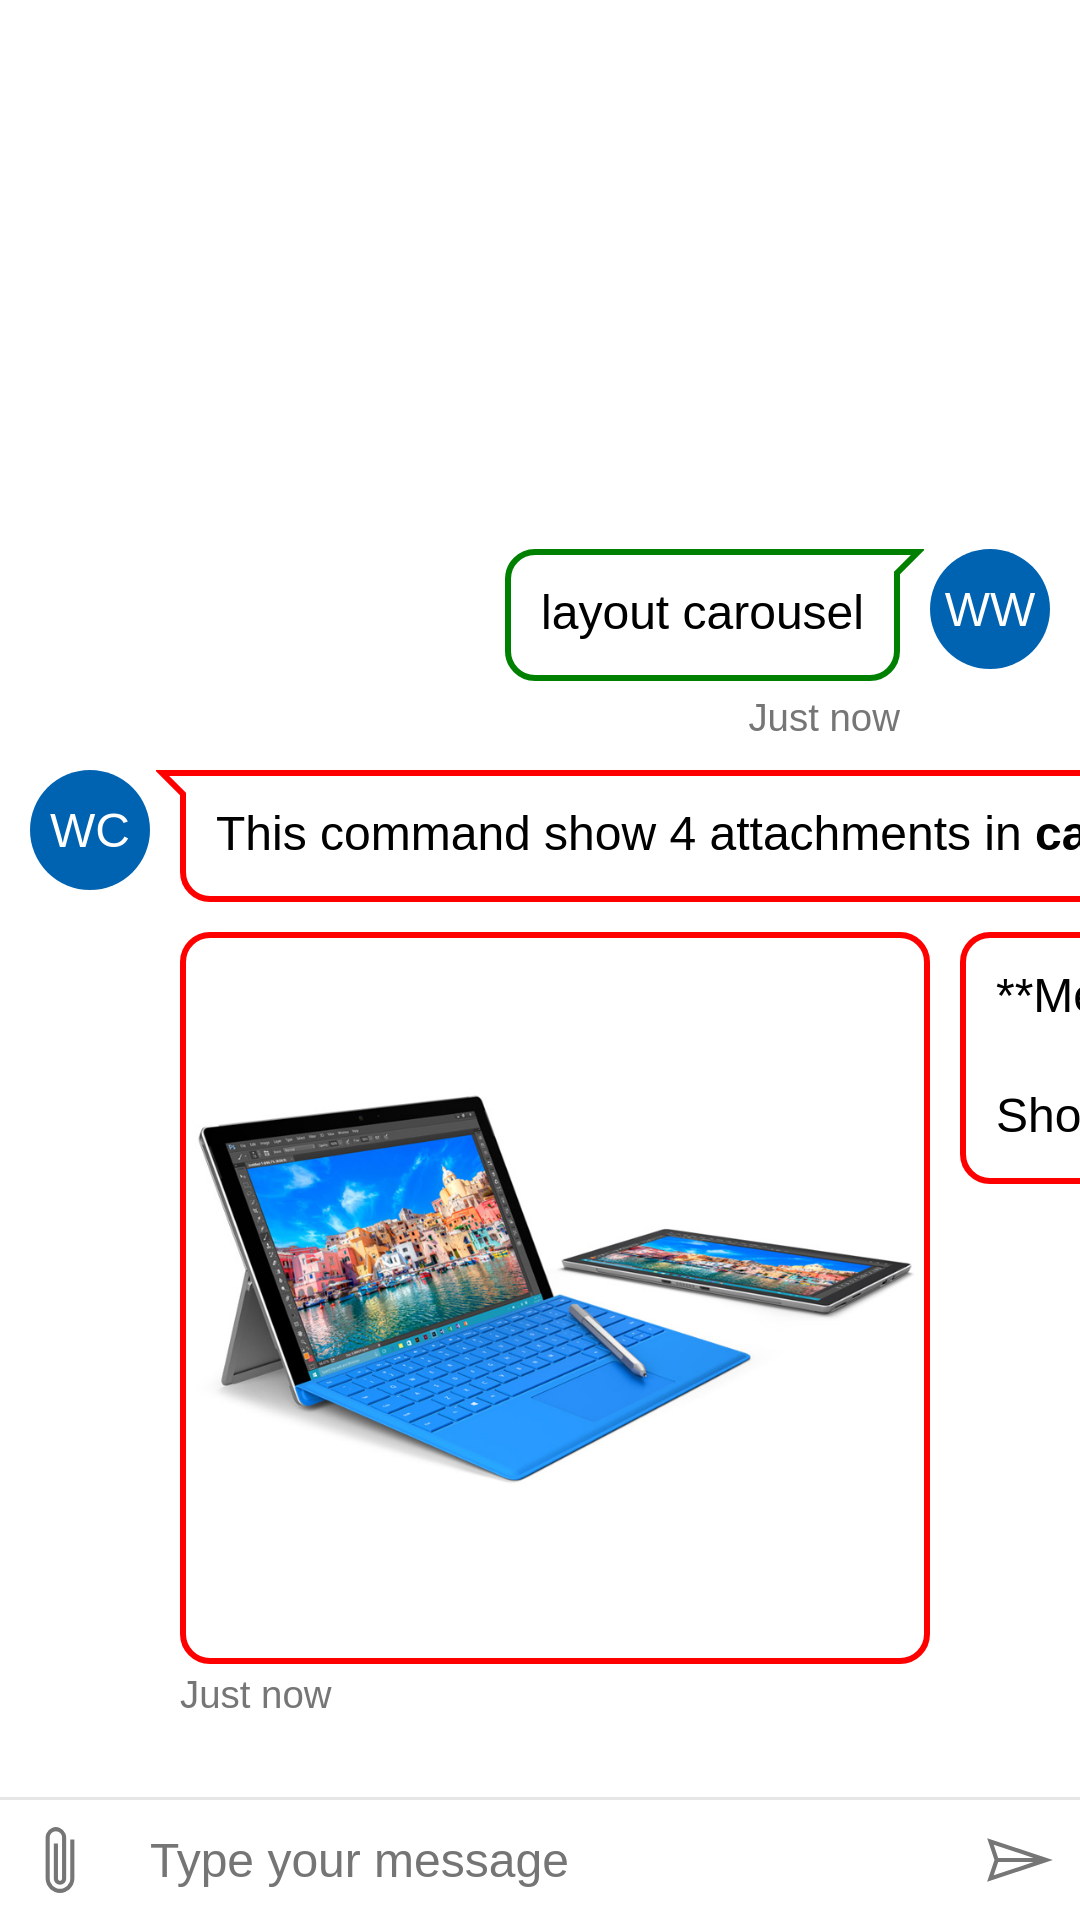 layout carousel
WW
Just now
WC
This command show 4 attachments in ca
**Me
Sho
Just now
Type your message